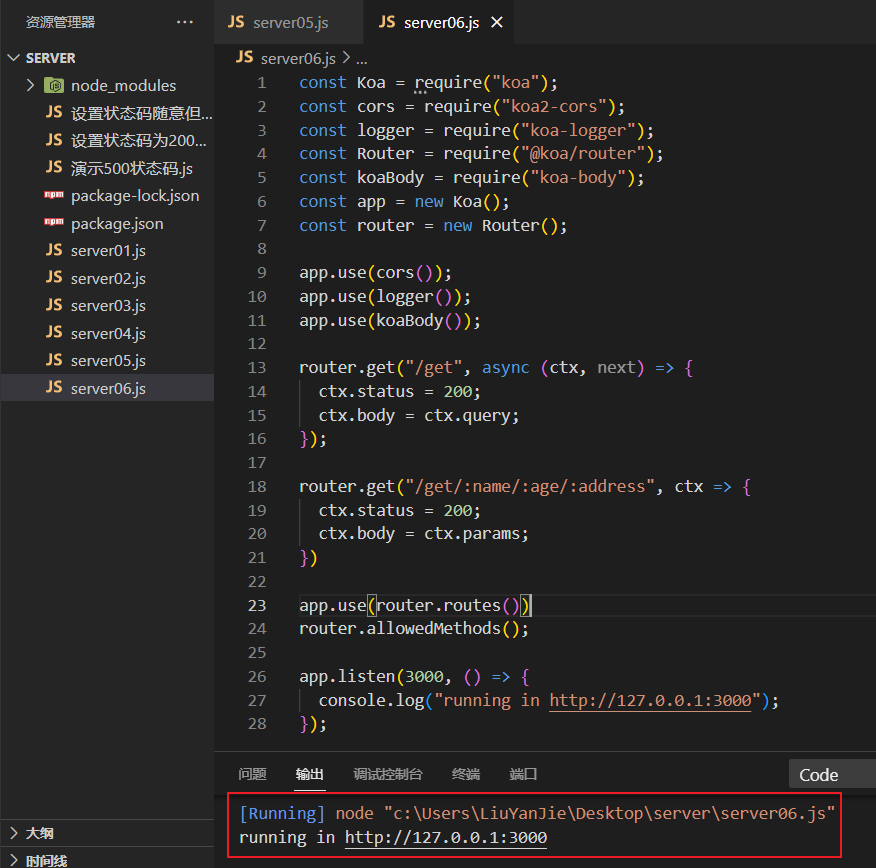 资源管理器 ···
SERVER
node_modules
JS 设置状态码随意但...
JS 设置状态码为200...
JS 演示500状态码.js
npm package-lock.json
npm package.json
JS server01.js
JS server02.js
JS server03.js
JS server04.js
JS server05.js
JS server06.js
大纲
时间线
JS server05.js JS server06.js ×
JS server06.js > ...
1 const Koa = require("koa");
2 const cors = require("koa2-cors");
3 const logger = require("koa-logger");
4 const Router = require("@koa/router");
5 const koaBody = require("koa-body");
6 const app = new Koa();
7 const router = new Router();
8
9 app.use(cors());
10 app.use(logger());
11 app.use(koaBody());
12
13 router.get("/get", async (ctx, next) => {
14 ctx.status = 200;
15 ctx.body = ctx.query;
16 });
17
18 router.get("/get/:name/:age/:address", ctx => {
19 ctx.status = 200;
20 ctx.body = ctx.params;
21 })
22
23 app.use(router.routes())
24 router.allowedMethods();
25
26 app.listen(3000, () => {
27 console.log("running in http://127.0.0.1:3000");
28 });
问题 输出 调试控制台 终端 端口 Code
[Running] node "c:\Users\LiuYanJie\Desktop\server\server06.js"
running in http://127.0.0.1:3000